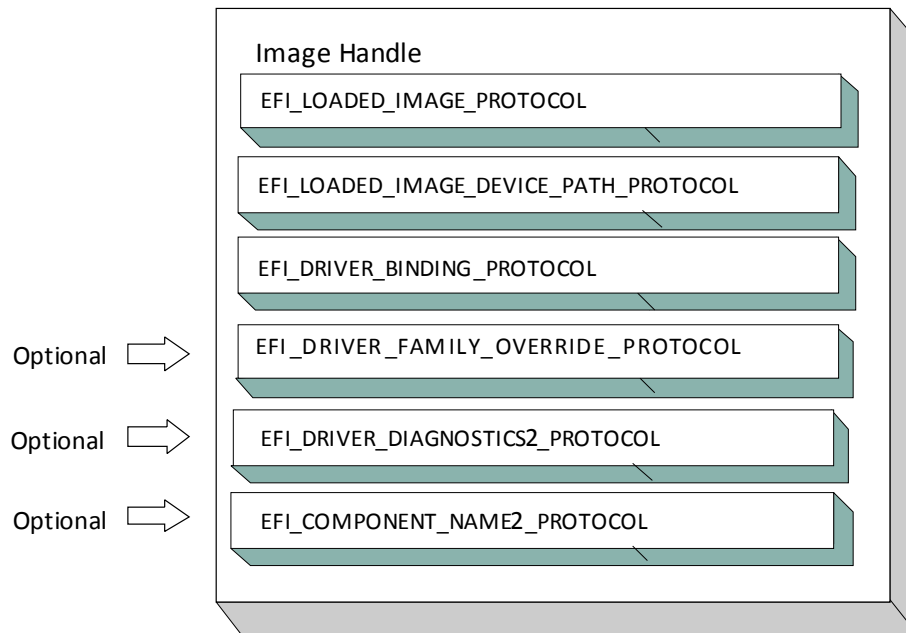 Image Handle
EFI_LOADED_IMAGE_PROTOCOL
EFI_LOADED_IMAGE_DEVICE_PATH_PROTOCOL
EFI_DRIVER_BINDING_PROTOCOL
Optional
EFI_DRIVER_FAMILY_OVERRIDE_PROTOCOL
Optional
EFI_DRIVER_DIAGNOSTICS2_PROTOCOL
Optional
EFI_COMPONENT_NAME2_PROTOCOL